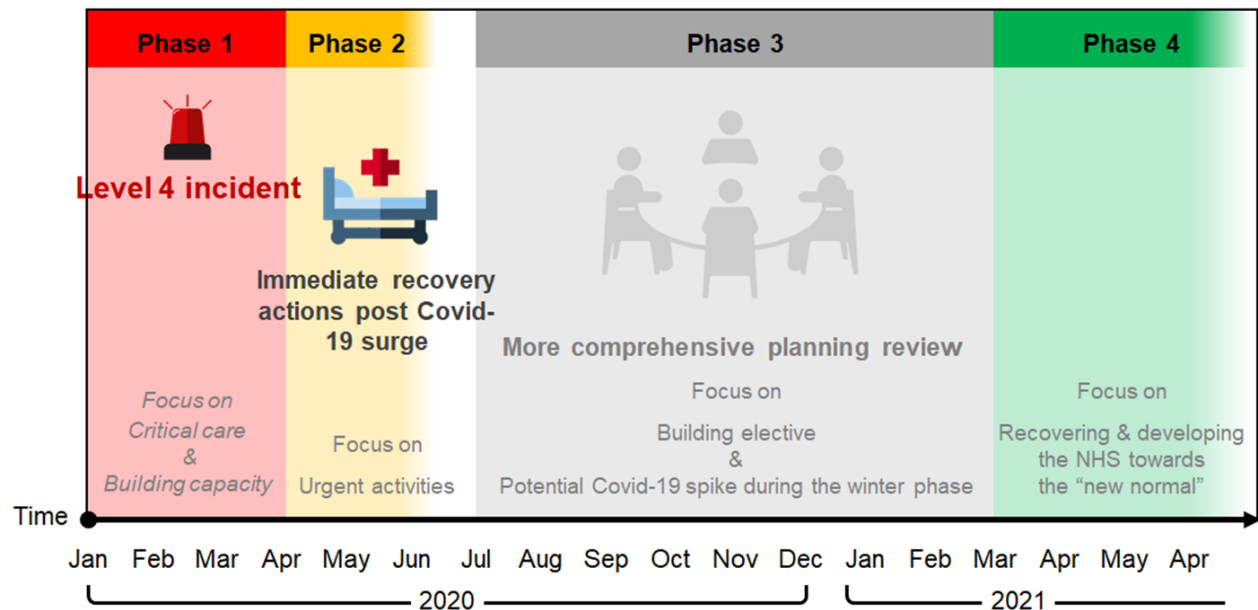 Phase 1
Phase 2
Phase 3
Phase 4
Level 4 incident
Immediate recovery
actions post Covid-
19 surge
More comprehensive planning review
Focus on
Critical care
&
Building capacity
Focus on
Urgent activities
Focus on
Building elective
&
Potential Covid-19 spike during the winter phase
Focus on
Recovering & developing
the NHS towards
the “new normal”
Time
Jan Feb Mar Apr May Jun Jul Aug Sep Oct Nov Dec Jan Feb Mar Apr May Apr
2020 2021